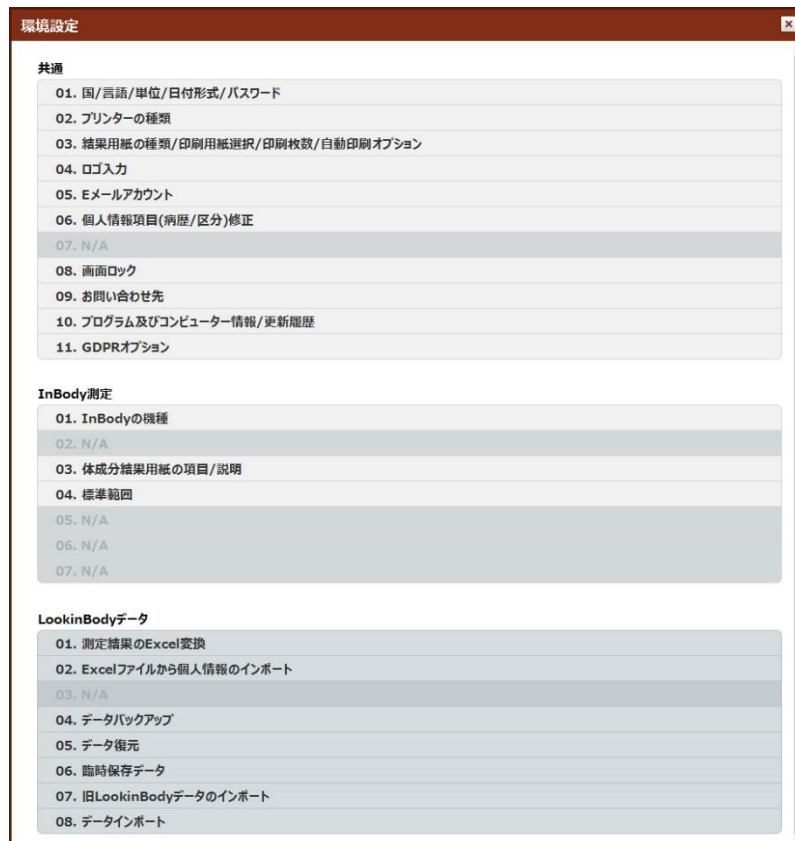 環境設定
共通
01. 国/言語/単位/日付形式/パスワード
02. プリンターの種類
03. 結果用紙の種類/印刷用紙選択/印刷枚数/自動印刷オプション
04. ロゴ入力
05. Eメールアカウント
06. 個人情報項目(病歴/区分)修正
07. N/A
08. 画面ロック
09. お問い合わせ先
10. プログラム及びコンピューター情報/更新履歴
11. GDPRオプション
InBody測定
01. InBodyの機種
02. N/A
03. 体成分結果用紙の項目/説明
04. 標準範囲
05. N/A
06. N/A
07. N/A
LookinBodyデータ
01. 測定結果のExcel変換
02. Excelファイルから個人情報のインポート
03. N/A
04. データバックアップ
05. データ復元
06. 臨時保存データ
07. 旧LookinBodyデータのインポート
08. データインポート